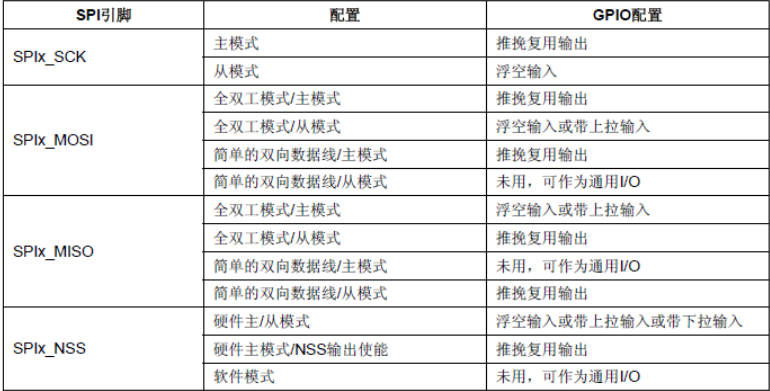 SPI引脚 配置 GPIO配置
SPIx_SCK 主模式 推挽复用输出
从模式 浮空输入
SPIx_MOSI 全双工模式/主模式 推挽复用输出
全双工模式/从模式 浮空输入或带上拉输入
简单的双向数据线/主模式 推挽复用输出
简单的双向数据线/从模式 未用，可作为通用I/O
SPIx_MISO 全双工模式/主模式 浮空输入或带上拉输入
全双工模式/从模式 推挽复用输出
简单的双向数据线/主模式 未用，可作为通用I/O
简单的双向数据线/从模式 推挽复用输出
SPIx_NSS 硬件主/从模式 浮空输入或带上拉输入或带下拉输入
硬件主模式/NSS输出使能 推挽复用输出
软件模式 未用，可作为通用I/O